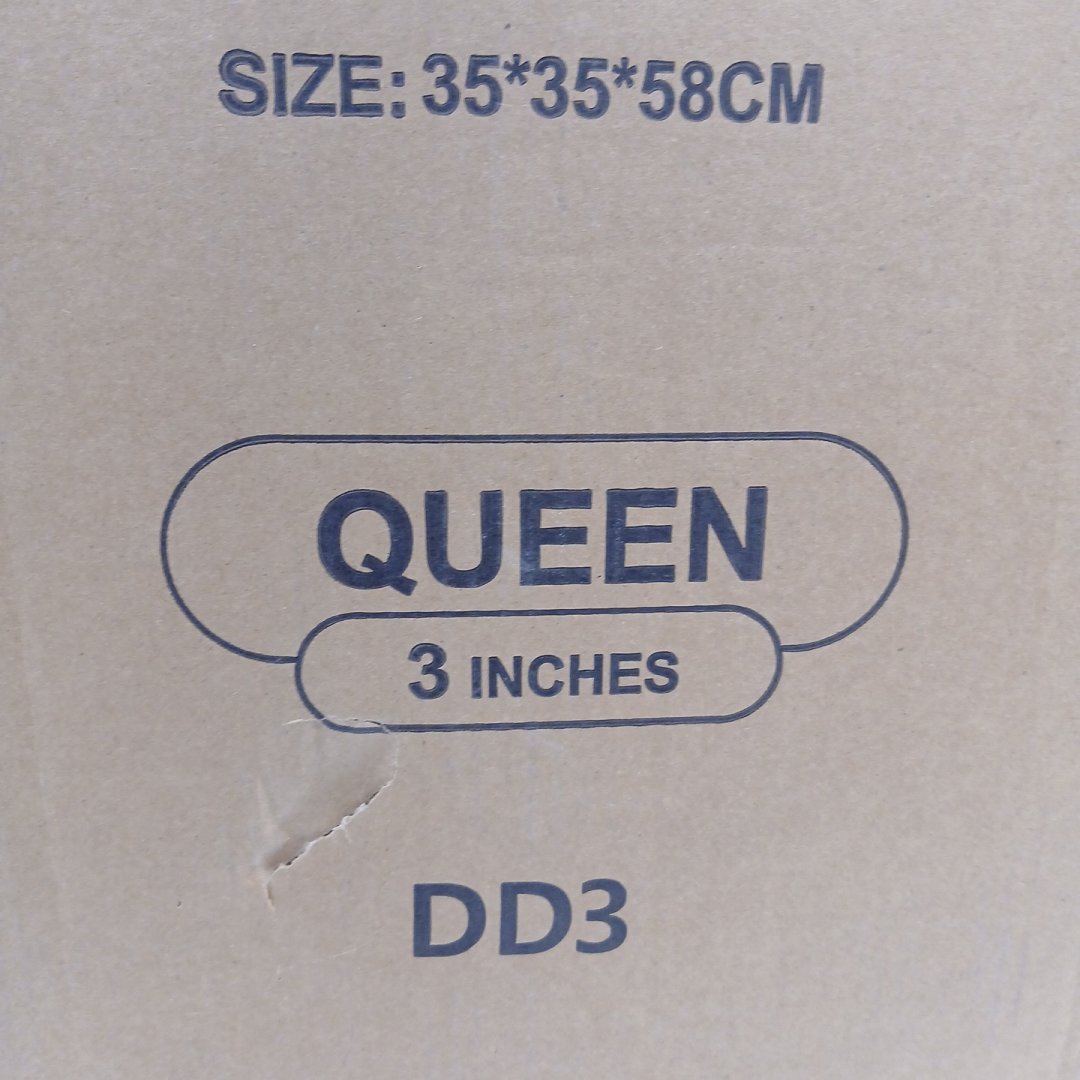 SIZE: 35*35*58CM
QUEEN
3 INCHES
DD3